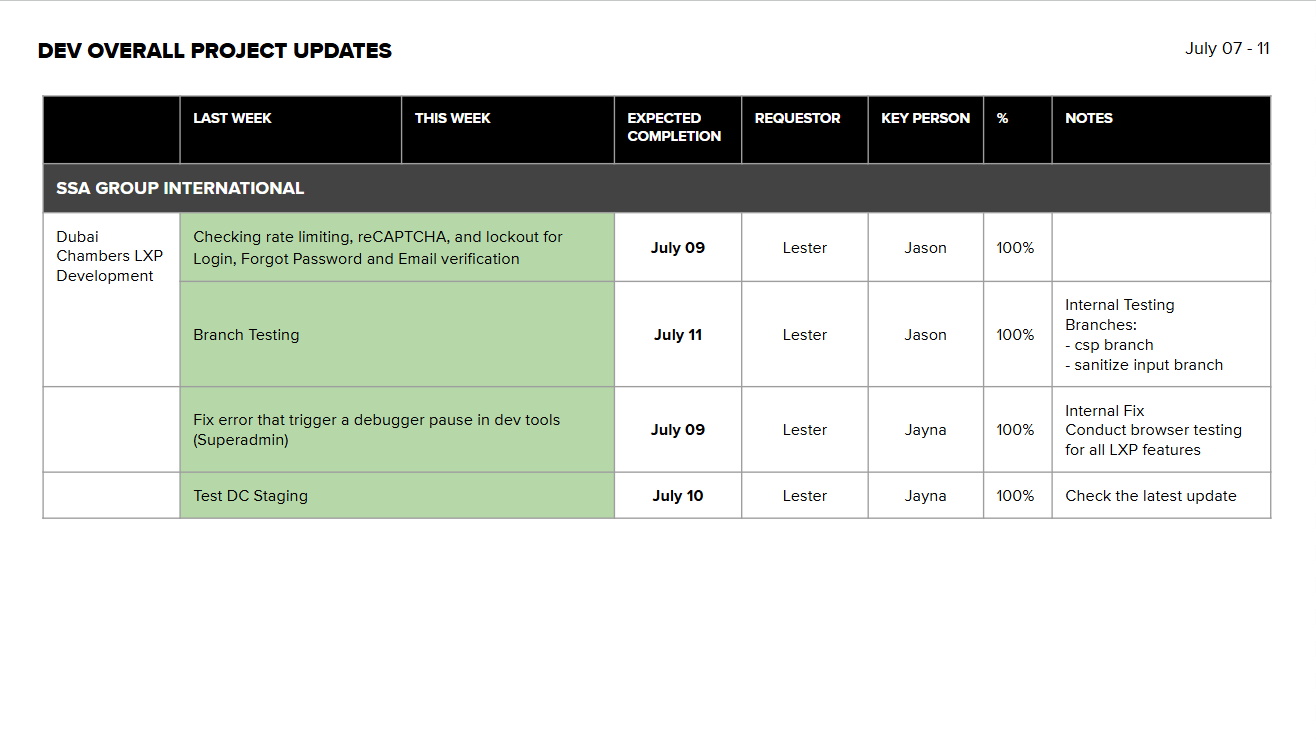 DEV OVERALL PROJECT UPDATES
July 07 - 11
LAST WEEK
THIS WEEK
EXPECTED
COMPLETION
REQUESTOR
KEY PERSON
%
NOTES
SSA GROUP INTERNATIONAL
Dubai
Chambers LXP
Development
Checking rate limiting, reCAPTCHA, and lockout for
Login, Forgot Password and Email verification
July 09
Lester
Jason
100%
Branch Testing
July 11
Lester
Jason
100%
Internal Testing
Branches:
- csp branch
- sanitize input branch
Fix error that trigger a debugger pause in dev tools
(Superadmin)
July 09
Lester
Jayna
100%
Internal Fix
Conduct browser testing
for all LXP features
Test DC Staging
July 10
Lester
Jayna
100%
Check the latest update